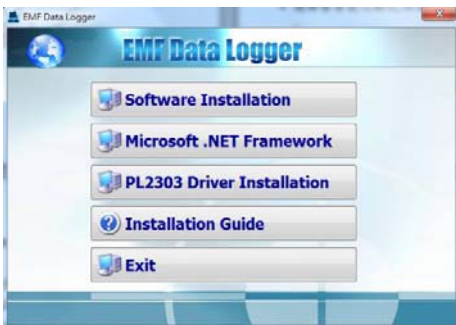 EMF Data Logger
EMF Data Logger
Software Installation
Microsoft .NET Framework
PL2303 Driver Installation
Installation Guide
Exit